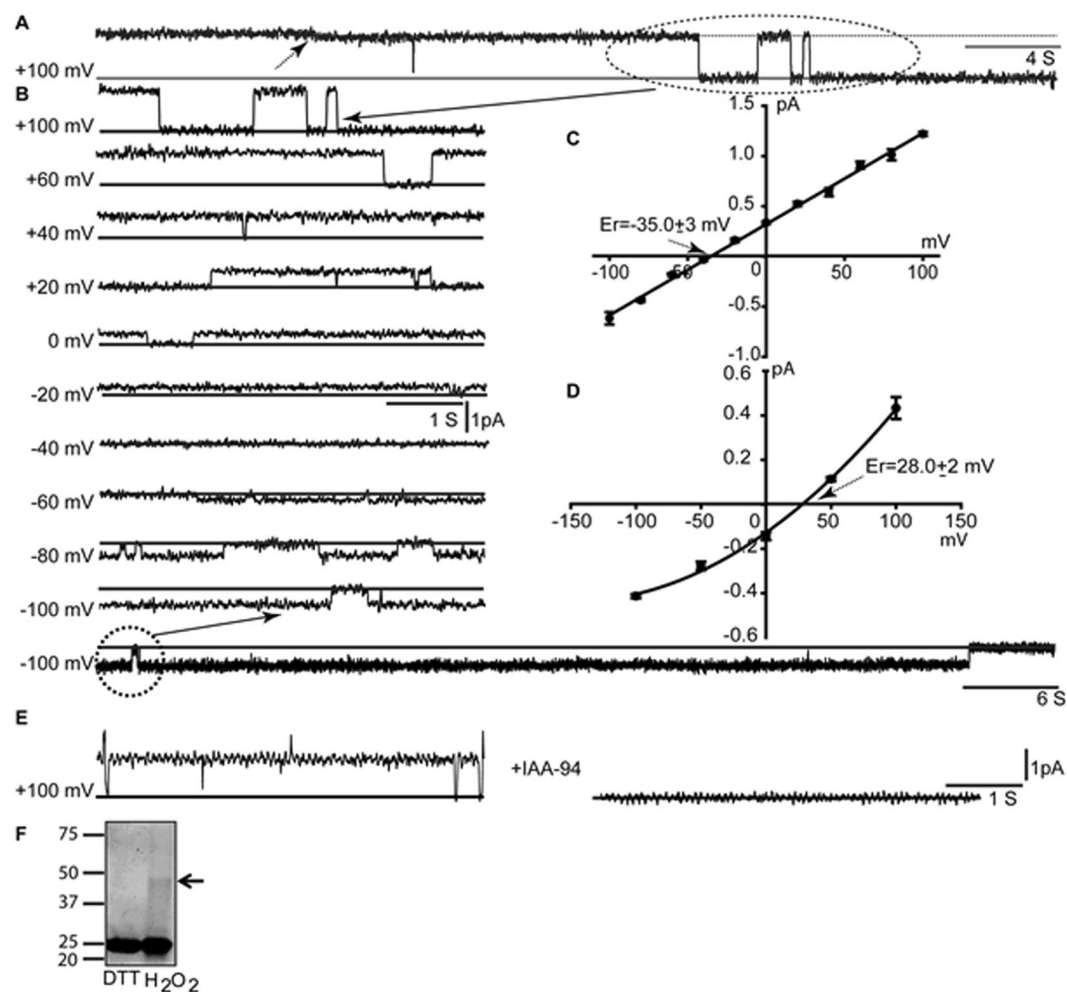 A
+100 mV
4 S
B
+100 mV
+60 mV
+40 mV
+20 mV
0 mV
-20 mV
1 S
1pA
-40 mV
-60 mV
-80 mV
-100 mV
-100 mV
6 S
C
1.5
pA
1.0
0.5
Er=-35.0±3 mV
mV
-100
-50
0
50
100
-0.5
-1.0
D
0.6
pA
0.4
0.2
Er=28.0±2 mV
-150
-100
-50
0
50
100
150
mV
-0.2
-0.4
-0.6
E
+100 mV
+IAA-94
1pA
1 S
F
75
50
37
25
20
DTT H2O2